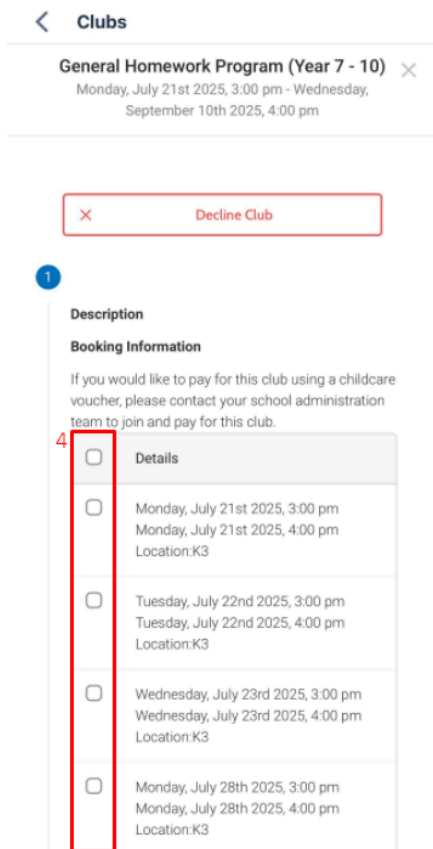 Clubs
General Homework Program (Year 7 - 10)
Monday, July 21st 2025, 3:00 pm - Wednesday,
September 10th 2025, 4:00 pm
Decline Club
1
Description
Booking Information
If you would like to pay for this club using a childcare
voucher, please contact your school administration
team to join and pay for this club.
4
Details
Monday, July 21st 2025, 3:00 pm
Monday, July 21st 2025, 4:00 pm
Location:K3
Tuesday, July 22nd 2025, 3:00 pm
Tuesday, July 22nd 2025, 4:00 pm
Location:K3
Wednesday, July 23rd 2025, 3:00 pm
Wednesday, July 23rd 2025, 4:00 pm
Location:K3
Monday, July 28th 2025, 3:00 pm
Monday, July 28th 2025, 4:00 pm
Location:K3